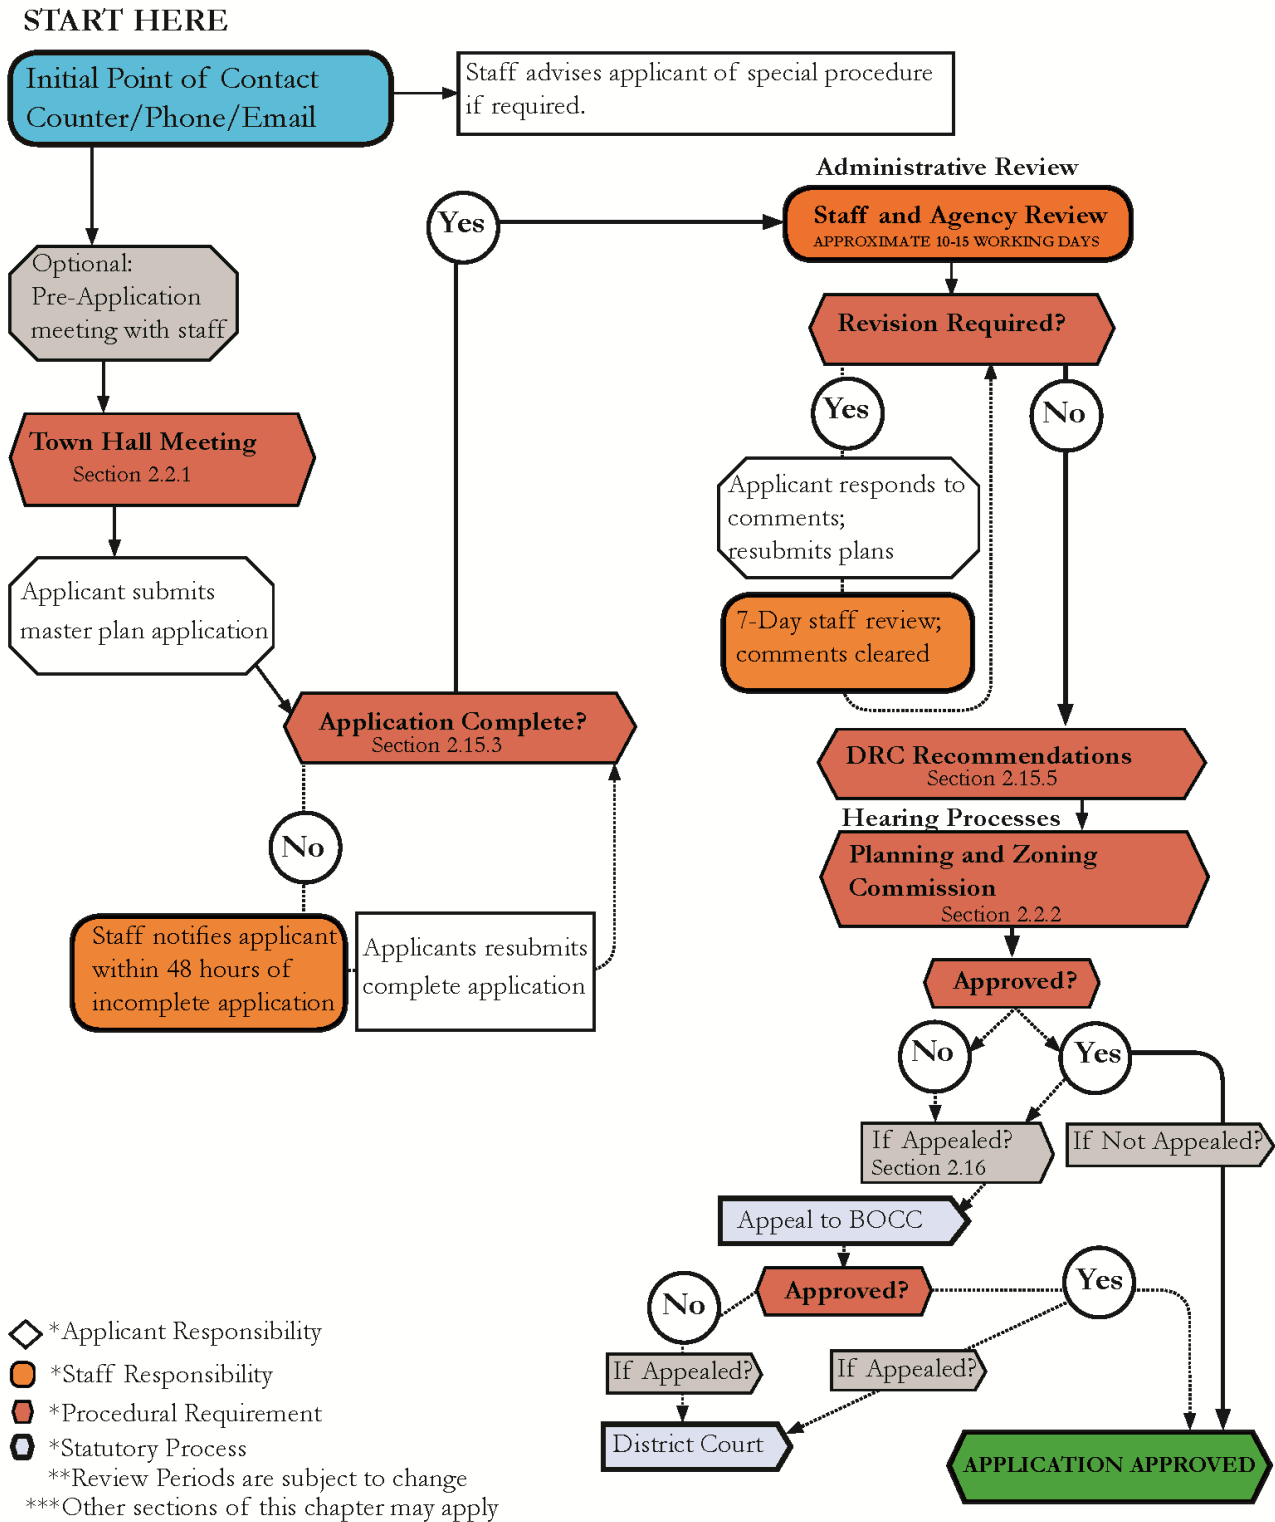 START HERE
Initial Point of Contact
Counter/Phone/Email
Staff advises applicant of special procedure
if required.
Administrative Review
Yes
Staff and Agency Review
APPROXIMATE 10-15 WORKING DAYS
Optional:
Pre-Application
meeting with staff
Revision Required?
Yes
No
Town Hall Meeting
Section 2.2.1
Applicant responds to
comments;
resubmits plans
Applicant submits
master plan application
7-Day staff review;
comments cleared
Application Complete?
Section 2.15.3
DRC Recommendations
Section 2.15.5
No
Hearing Processes
Planning and Zoning
Commission
Section 2.2.2
Staff notifies applicant
within 48 hours of
incomplete application
Applicants resubmits
complete application
Approved?
No
Yes
If Appealed?
Section 2.16
If Not Appealed?
Appeal to BOCC
Approved?
No
Yes
If Appealed?
If Appealed?
District Court
APPLICATION APPROVED
*Applicant Responsibility
*Staff Responsibility
*Procedural Requirement
*Statutory Process
**Review Periods are subject to change
***Other sections of this chapter may apply